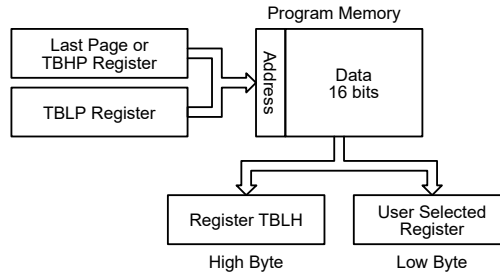 Program Memory
Last Page or
TBHP Register
TBLP Register
Address
Data
16 bits
Register TBLH
User Selected
Register
High Byte
Low Byte